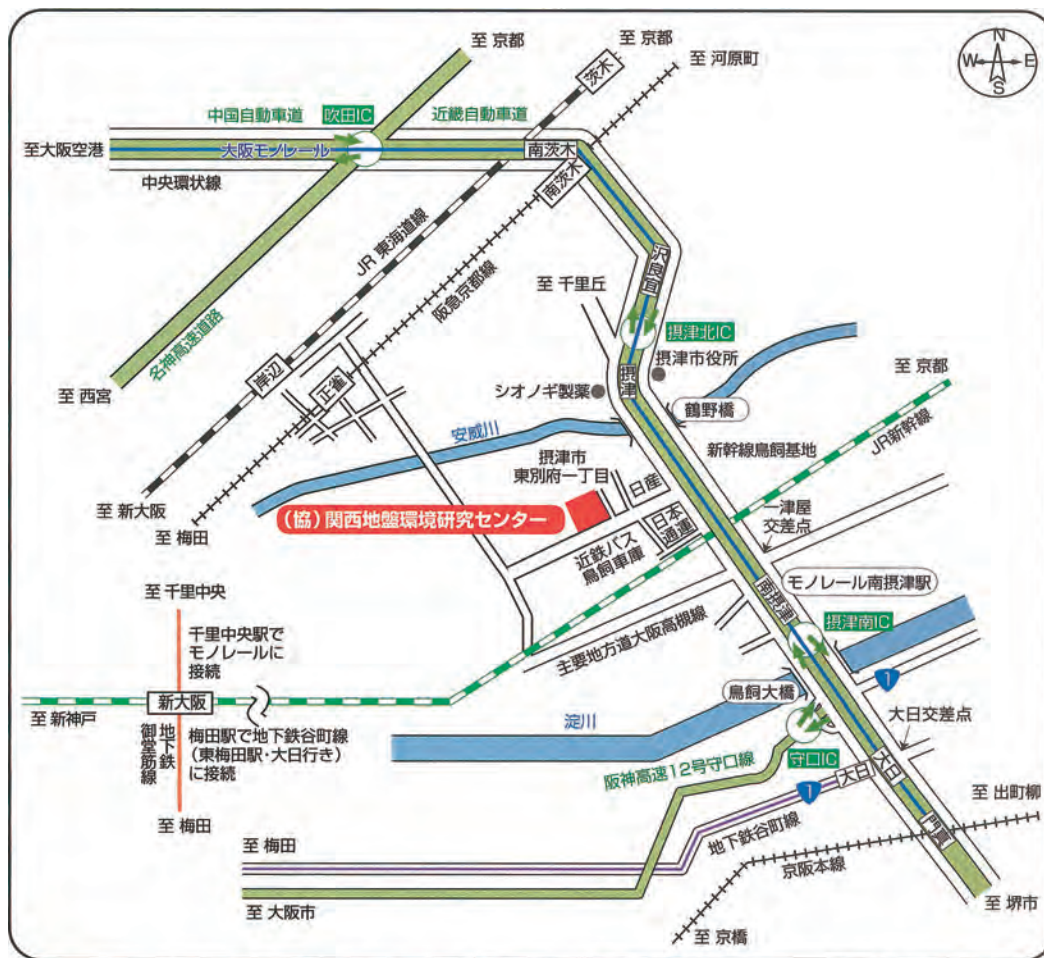 至 京都
至 京都
至 河原町
N
W
E
S
茨木
中国自動車道
吹田IC
近畿自動車道
至大阪空港
大阪モノレール
南茨木
中央環状線
南茨木
JR 東海道線
阪急京都線
沢良宜
至 千里丘
名神高速道路
摂津北IC
摂津市役所
至 西宮
岸辺
正雀
シオノギ製薬
摂津
至 京都
鶴野橋
安威川
新幹線鳥飼基地
JR新幹線
摂津市
東別府一丁目
日産
至 新大阪
(協)関西地盤環境研究センター
日本
通運
一津屋
交差点
至 梅田
近鉄バス
鳥飼車庫
至 千里中央
南摂津
モノレール南摂津駅
千里中央駅で
モノレールに
接続
主要地方道大阪高槻線
摂津南IC
1
新大阪
鳥飼大橋
至 新神戸
地下鉄
御堂筋線
梅田駅で地下鉄谷町線
(東梅田駅・大日行き)
に接続
淀川
大日交差点
守口IC
阪神高速12号守口線
大日
大日
1
至 梅田
地下鉄谷町線
門真
至 出町柳
至 梅田
京阪本線
至 大阪市
至 京橋
至 堺市